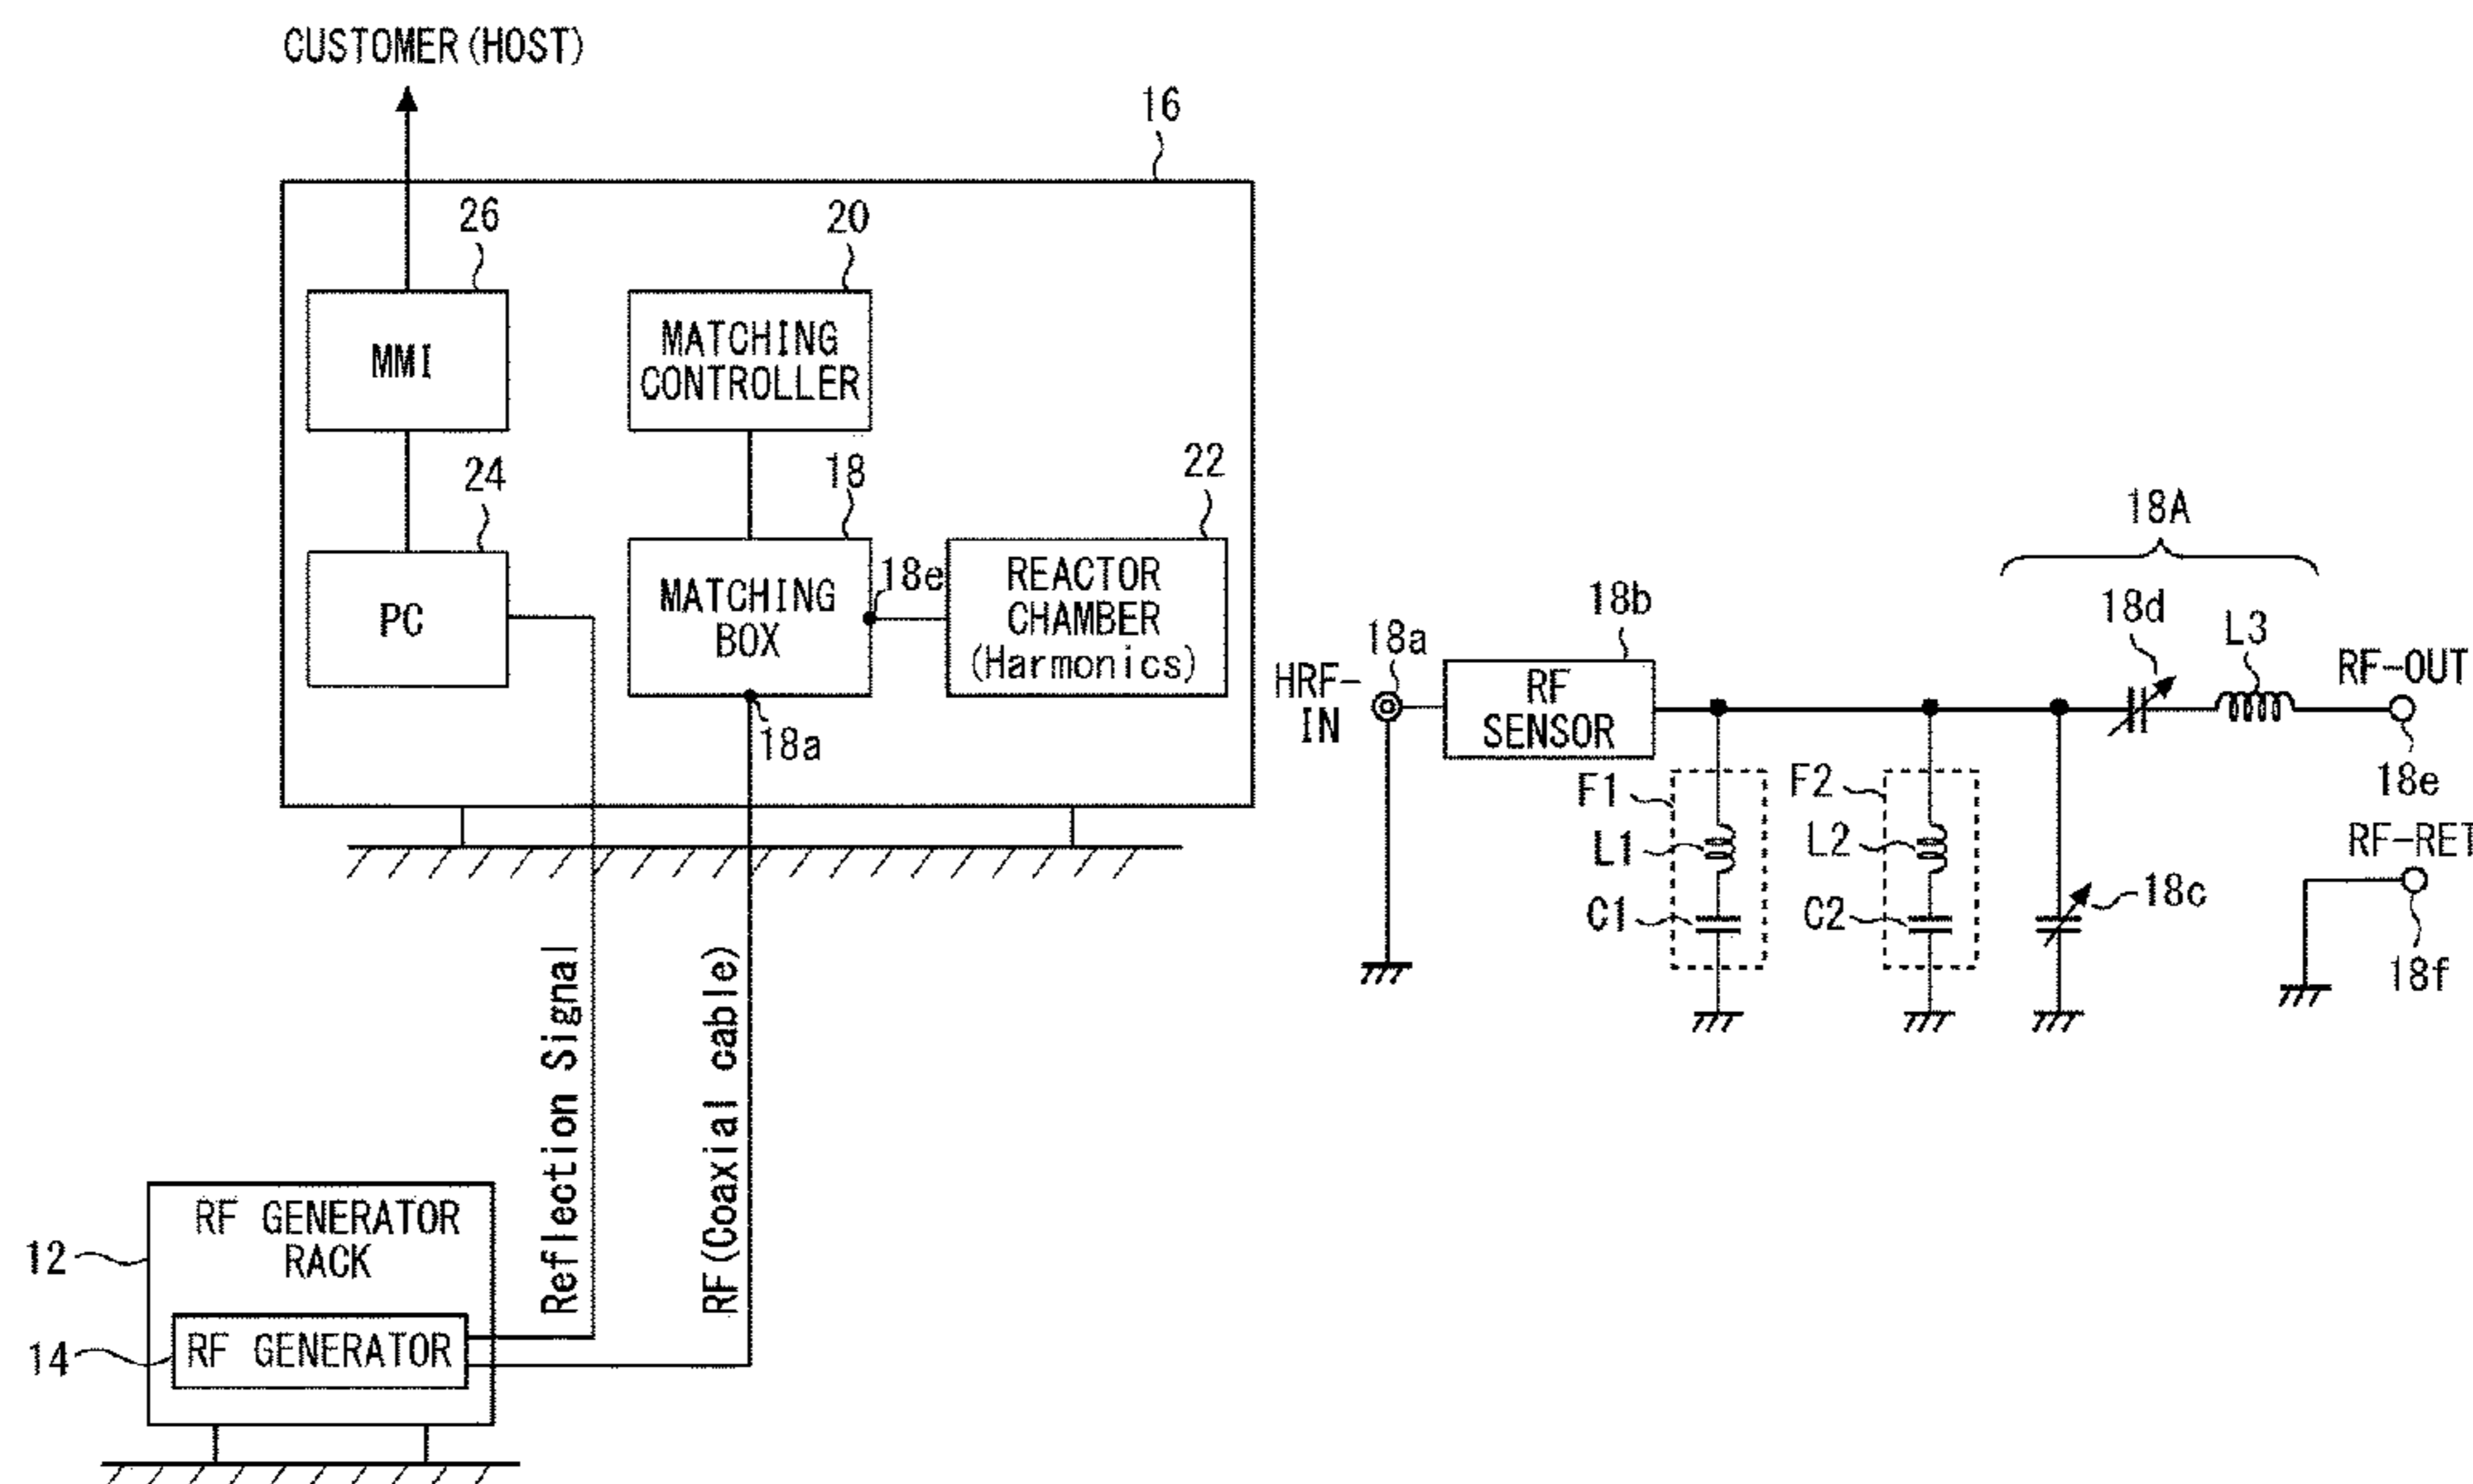 CUSTOMER(HOST)
16
26
20
MMI
MATCHING
CONTROLLER
24
18
22
PC
MATCHING
BOX
18e
REACTOR
CHAMBER
(Harmonics)
18a
Reflection Signal
RF(Coaxial cable)
12
RF GENERATOR
RACK
14
RF GENERATOR
18A
18b
18d
L3
18a
HRF-
IN
RF
SENSOR
RF-OUT
18e
F1
F2
L1
L2
RF-RET
C1
C2
18c
18f